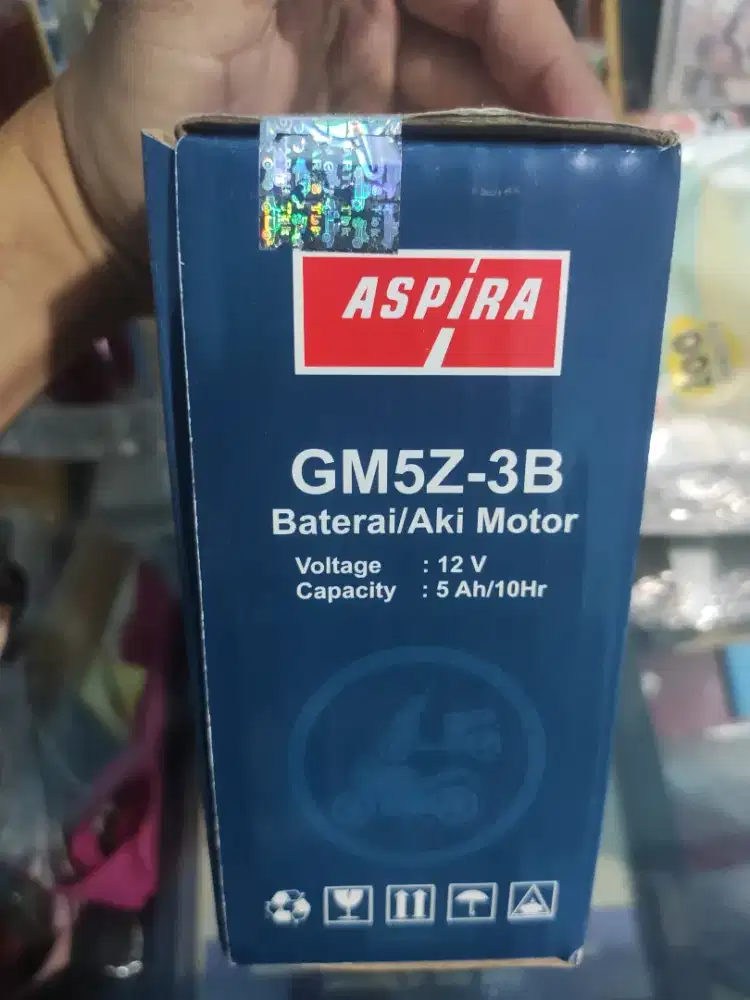 ASPIRA
GM5Z-3B
Baterai/Aki Motor
Voltage : 12 V
Capacity : 5 Ah/10Hr